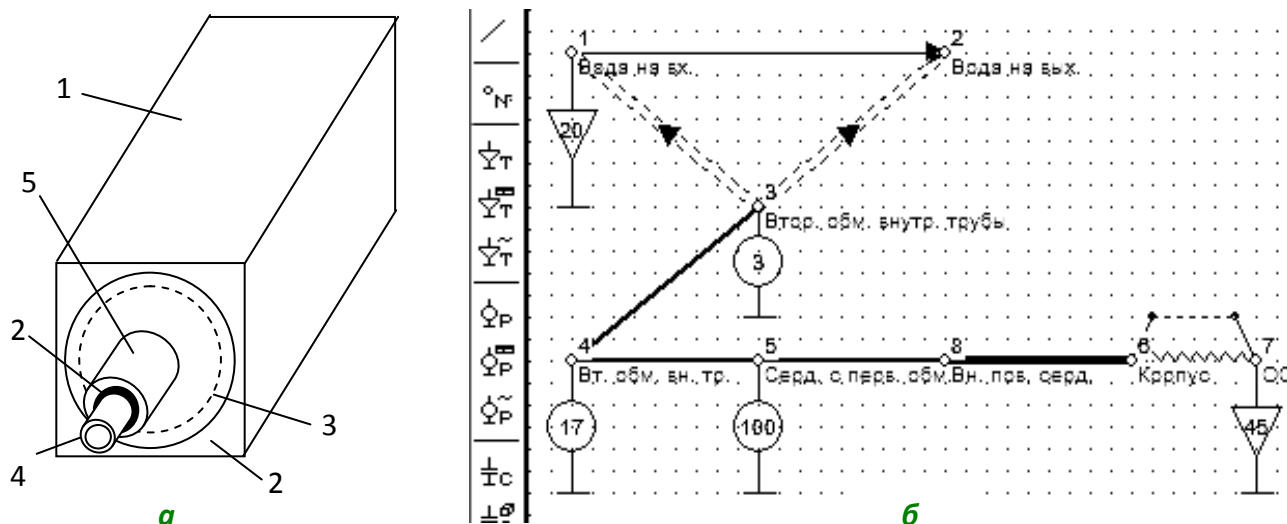 1
5
2
4
3
2
а
N
Т
Т
Т
Р
Р
Р
С
1
2
Вода на вх.
Вода на вых.
20
3
Втор. обм. внутр. трубы
3
4
5
8
6
7
Вт. обм. вн. тр.
Серд. с перв. обм.
Вн. пов. серд.
Корпус
ОС
17
100
45
б